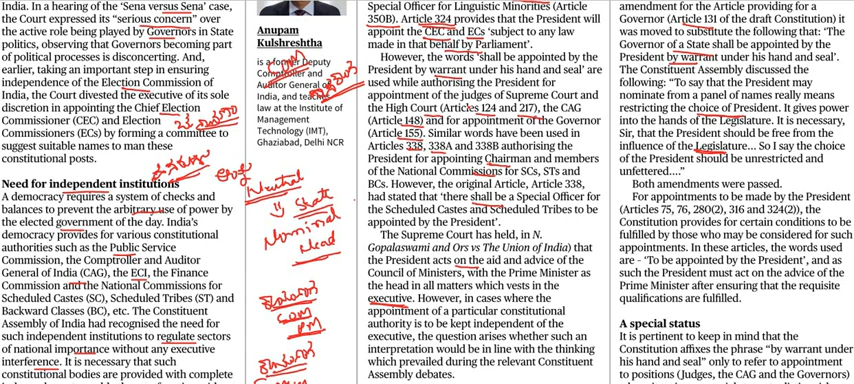 India. In a hearing of the ‘Sena versus Sena’ case,
the Court expressed its “serious concern” over
the active role being played by Governors in State
politics, observing that Governors becoming part
of political processes is disconcerting. And,
earlier, taking an important step in ensuring
independence of the Election Commission of
India, the Court divested the executive of its sole
discretion in appointing the Chief Election
Commissioner (CEC) and Election
Commissioners (ECs) by forming a committee to
suggest suitable names to man these
constitutional posts.
Need for independent institutions
A democracy requires a system of checks and
balances to prevent the arbitrary use of power by
the elected government of the day. India’s
democracy provides for various constitutional
authorities such as the Public Service
Commission, the Comptroller and Auditor
General of India (CAG), the ECI, the Finance
Commission and the National Commissions for
Scheduled Castes (SC), Scheduled Tribes (ST) and
Backward Classes (BC), etc. The Constituent
Assembly of India had recognised the need for
such independent institutions to regulate sectors
of national importance without any executive
interference. It is necessary that such
constitutional bodies are provided with complete
Anupam
Kulshreshtha
is a former Deputy
Comptroller and
Auditor General of
India, and teaches
law at the Institute of
Management
Technology (IMT),
Ghaziabad, Delhi NCR
Neutral
State
Nominal
Head
COM
PM
Special Officer for Linguistic Minorities (Article
350B). Article 324 provides that the President will
appoint the CEC and ECs ‘subject to any law
made in that behalf by Parliament’.
However, the words ‘shall be appointed by the
President by warrant under his hand and seal’ are
used while authorising the President for
appointment of the judges of Supreme Court and
the High Court (Articles 124 and 217), the CAG
(Article 148) and for appointment of the Governor
(Article 155). Similar words have been used in
Articles 338, 338A and 338B authorising the
President for appointing Chairman and members
of the National Commissions for SCs, STs and
BCs. However, the original Article, Article 338,
had stated that ‘there shall be a Special Officer for
the Scheduled Castes and Scheduled Tribes to be
appointed by the President’.
The Supreme Court has held, in N.
Gopalaswami and Ors vs The Union of India) that
the President acts on the aid and advice of the
Council of Ministers, with the Prime Minister as
the head in all matters which vests in the
executive. However, in cases where the
appointment of a particular constitutional
authority is to be kept independent of the
executive, the question arises whether such an
interpretation would be in line with the thinking
which prevailed during the relevant Constituent
Assembly debates.
amendment for the Article providing for a
Governor (Article 131 of the draft Constitution) it
was moved to substitute the following that: ‘The
Governor of a State shall be appointed by the
President by warrant under his hand and seal’.
The Constituent Assembly discussed the
following: “To say that the President may
nominate from a panel of names really means
restricting the choice of President. It gives power
into the hands of the Legislature. It is necessary,
Sir, that the President should be free from the
influence of the Legislature... So I say the choice
of the President should be unrestricted and
unfettered....”
Both amendments were passed.
For appointments to be made by the President
(Articles 75, 76, 280(2), 316 and 324(2)), the
Constitution provides for certain conditions to be
fulfilled by those who may be considered for such
appointments. In these articles, the words used
are - ‘To be appointed by the President’, and as
such the President must act on the advice of the
Prime Minister after ensuring that the requisite
qualifications are fulfilled.
A special status
It is pertinent to keep in mind that the
Constitution affixes the phrase “by warrant under
his hand and seal” only to refer to appointment
to positions (Judges, the CAG and the Governors)